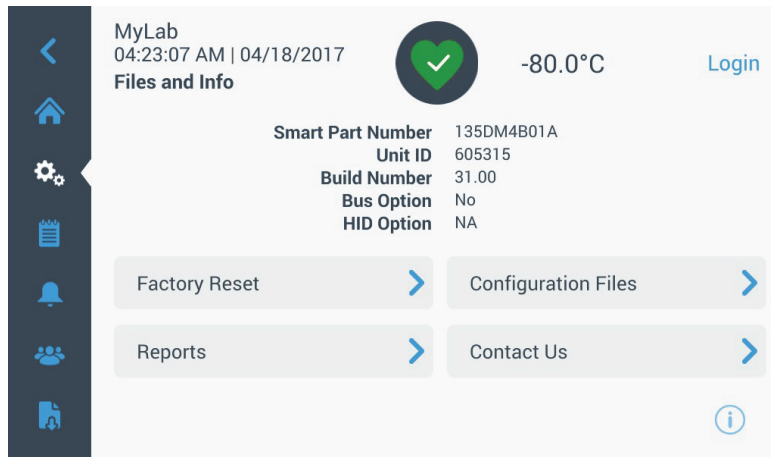 MyLab
04:23:07 AM | 04/18/2017
Files and Info
-80.0°C
Login
Smart Part Number 135DM4B01A
Unit ID 605315
Build Number 31.00
Bus Option No
HID Option NA
Factory Reset
Configuration Files
Reports
Contact Us